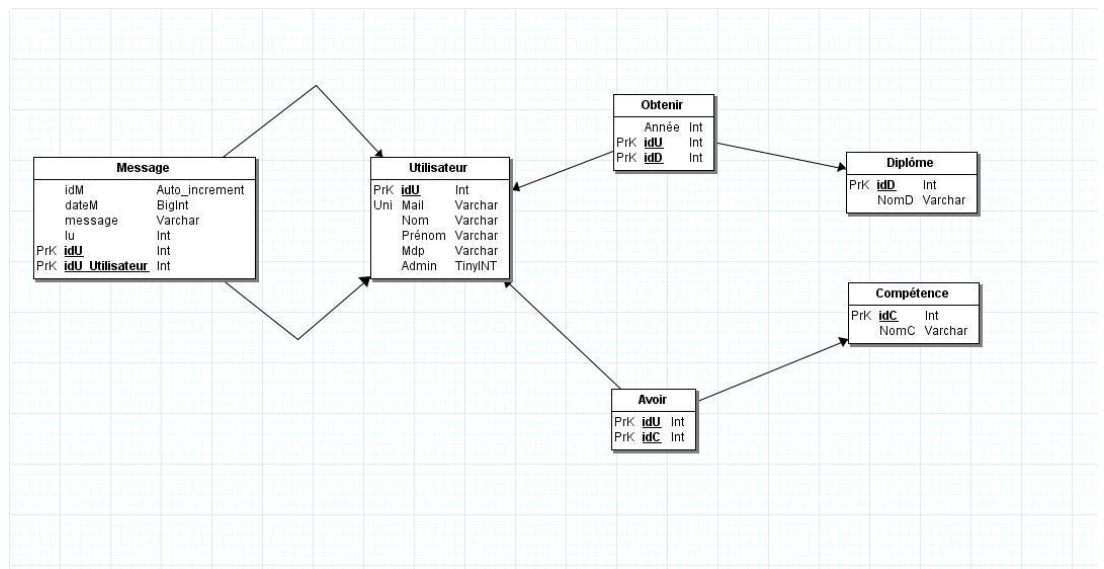 Message
idM Auto_increment
dateM BigInt
message Varchar
lu Int
PrK idU Int
PrK idU_Utilisateur Int
Utilisateur
PrK idU Int
Uni Mail Varchar
Nom Varchar
Prénom Varchar
Mdp Varchar
Admin TinyINT
Obtenir
Année Int
PrK idU Int
PrK idD Int
Diplôme
PrK idD Int
NomD Varchar
Compétence
PrK idC Int
NomC Varchar
Avoir
PrK idU Int
PrK idC Int